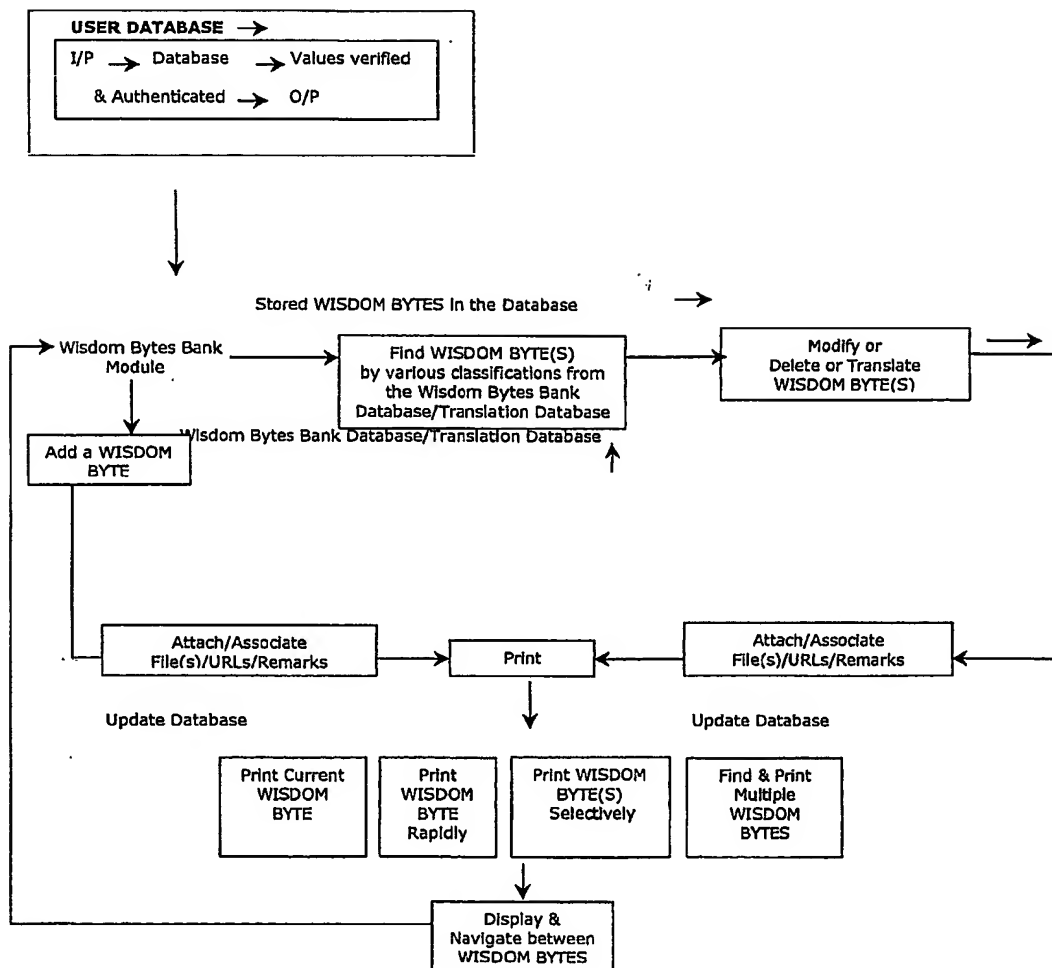 USER DATABASE
I/P Database Values verified
& Authenticated O/P
Stored WISDOM BYTES in the Database
Wisdom Bytes Bank
Module
Find WISDOM BYTE(S)
by various classifications from
the Wisdom Bytes Bank
Database/Translation Database
Modify or
Delete or Translate
WISDOM BYTE(S)
Wisdom Bytes Bank Database/Translation Database
Add a WISDOM
BYTE
Attach/Associate
File(s)/URLs/Remarks
Print
Attach/Associate
File(s)/URLs/Remarks
Update Database
Update Database
Print Current
WISDOM
BYTE
Print
WISDOM
BYTE
Rapidly
Print WISDOM
BYTE(S)
Selectively
Find & Print
Multiple
WISDOM
BYTES
Display &
Navigate between
WISDOM BYTES